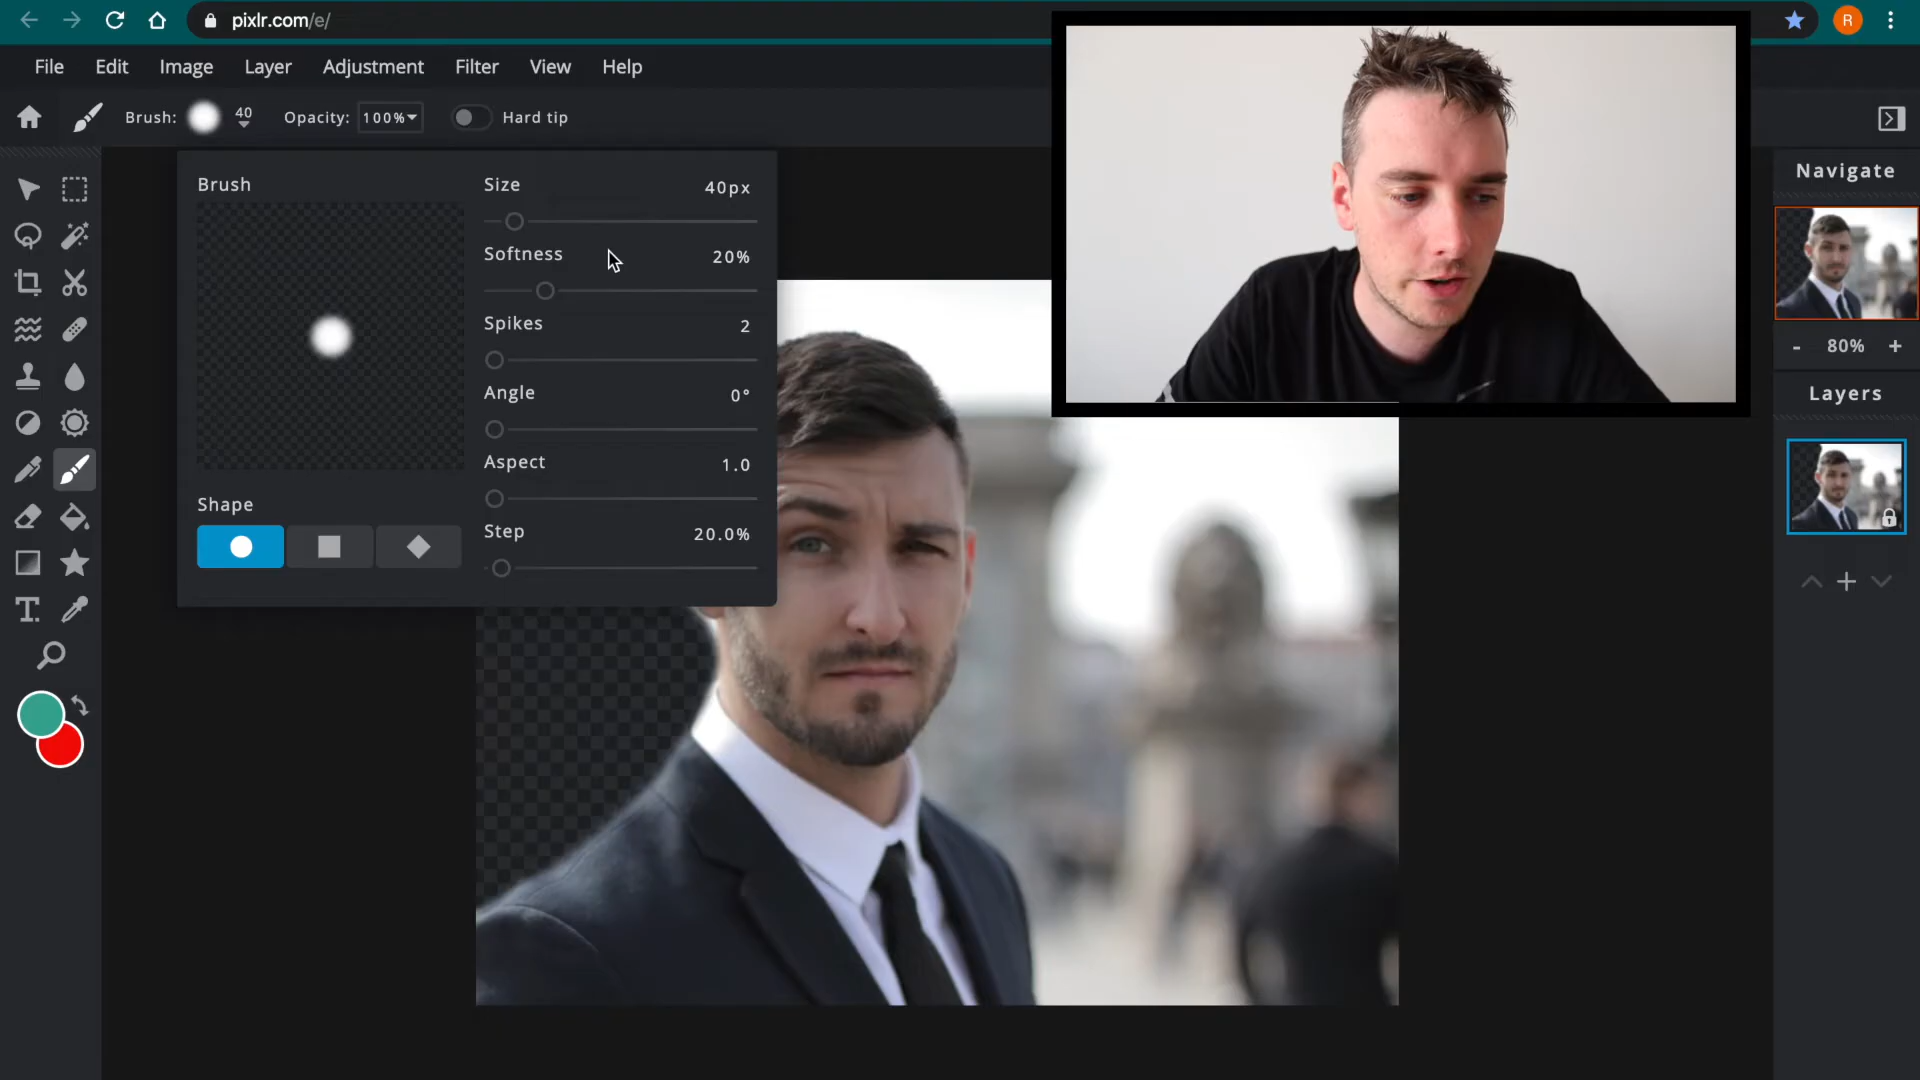 pixlr.com/e/
R
File Edit Image Layer Adjustment Filter View Help
Brush: 40 Opacity: 100% Hard tip
Brush
Size 40px
Softness 20%
Spikes 2
Angle 0°
Aspect 1.0
Shape
Step 20.0%
T.
Navigate
- 80% +
Layers